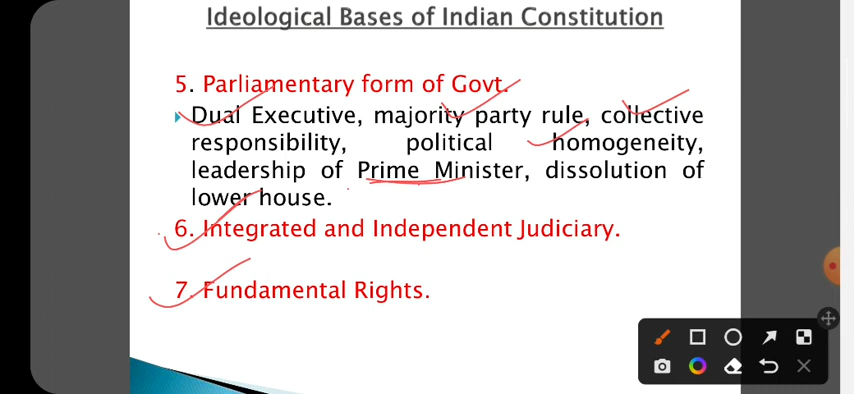 Ideological Bases of Indian Constitution
5. Parliamentary form of Govt.
Dual Executive, majority party rule, collective
responsibility, political homogeneity,
leadership of Prime Minister, dissolution of
lower house.
6. Integrated and Independent Judiciary.
7. Fundamental Rights.